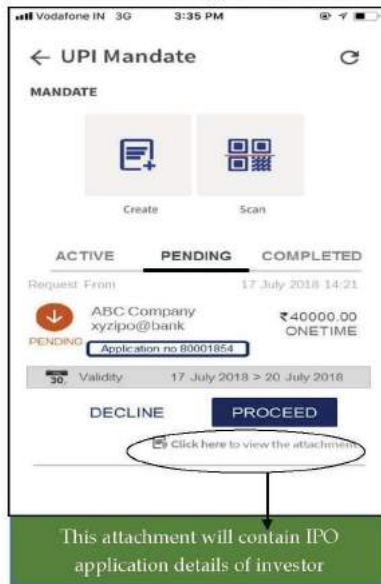 Vodafone IN 3G 3:35 PM
← UPI Mandate
MANDATE
Create Scan
ACTIVE PENDING COMPLETED
Request From 17 July 2018 14:21
ABC Company ₹40000.00
xyzipo@bank ONETIME
PENDING Application no 80001854
30, Validity 17 July 2018 > 20 July 2018
DECLINE PROCEED
Click here to view the attachment
This attachment will contain IPO
application details of investor